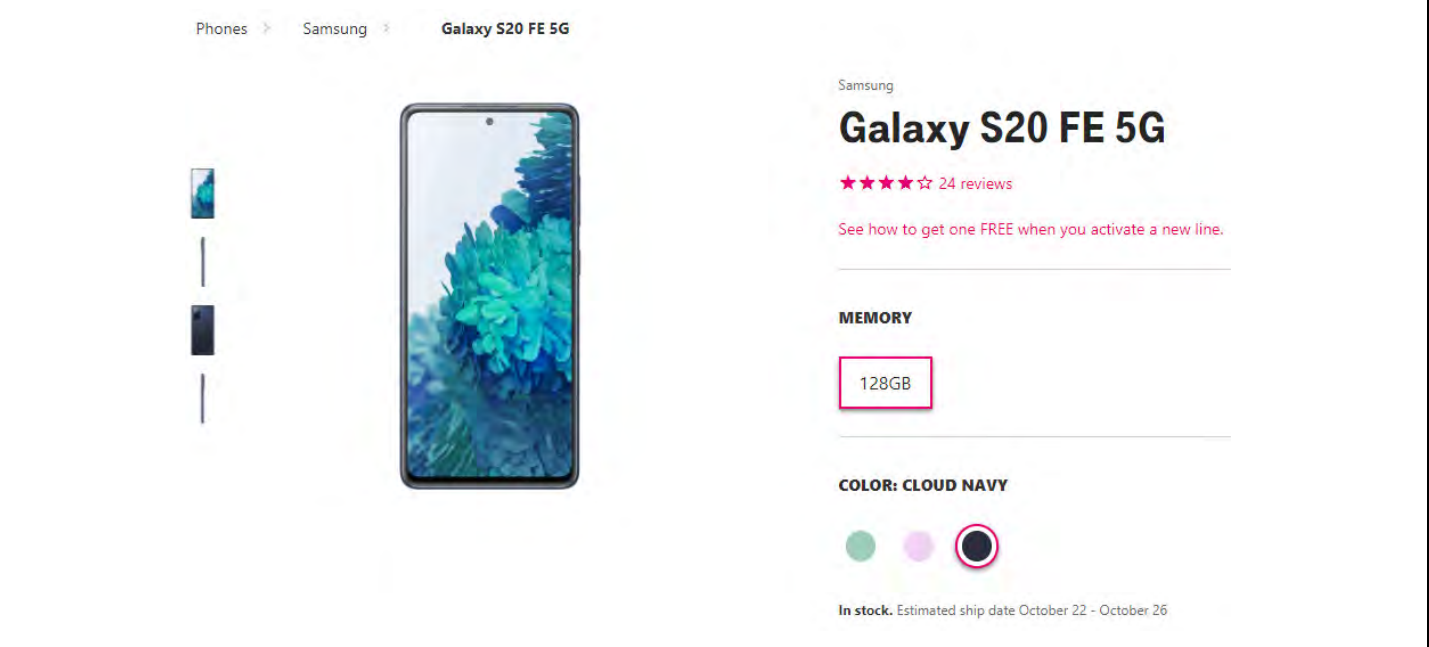 Phones Samsung Galaxy S20 FE 5G
Samsung
Galaxy S20 FE 5G
24 reviews
See how to get one FREE when you activate a new line.
MEMORY
128GB
COLOR: CLOUD NAVY
In stock. Estimated ship date October 22 - October 26